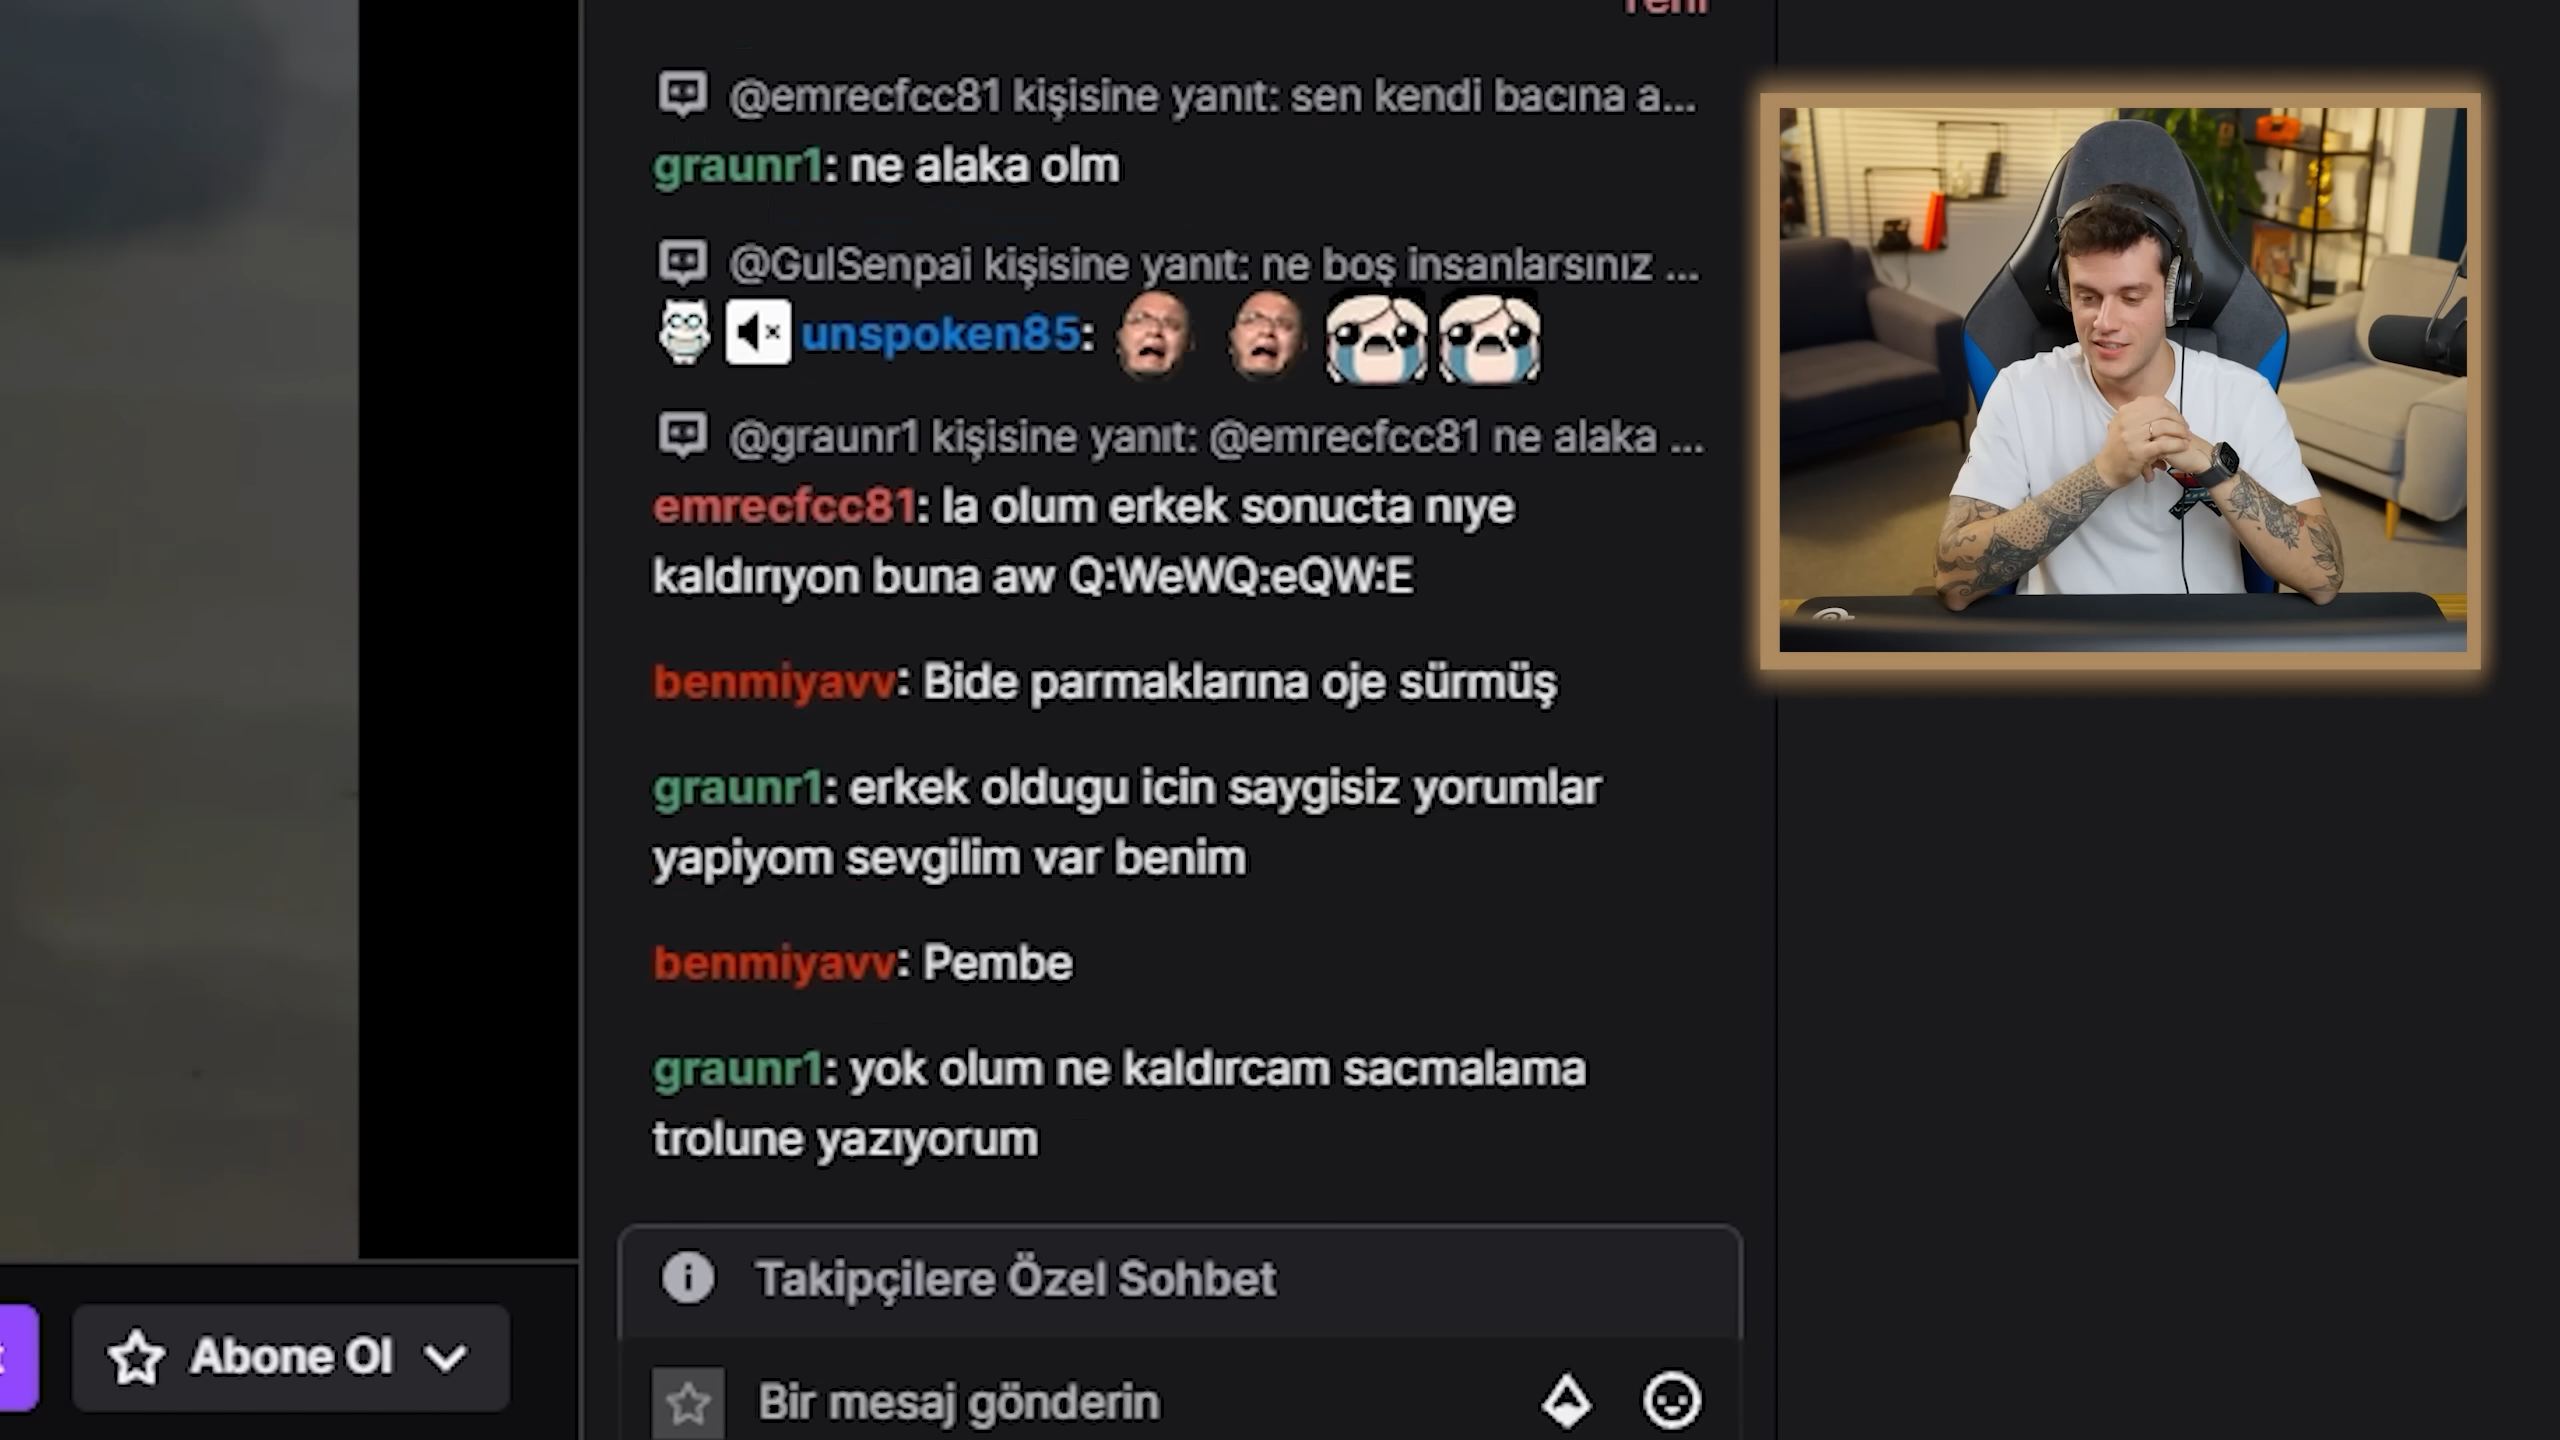 Yeni
@emrecfcc81 kişisine yanıt: sen kendi bacına a...
graunr1: ne alaka olm
@GulSenpai kişisine yanıt: ne boş insanlarsınız ...
unspoken85:
@graunr1 kişisine yanıt: @emrecfcc81 ne alaka ...
emrecfcc81: la olum erkek sonucta nıye
kaldırıyon buna aw Q:WeWQ:eQW:E
benmiyavv: Bide parmaklarına oje sürmüş
graunr1: erkek oldugu icin saygisiz yorumlar
yapiyom sevgilim var benim
benmiyavv: Pembe
graunr1: yok olum ne kaldırcam sacmalama
trolune yazıyorum
Takipçilere Özel Sohbet
Abone Ol
Bir mesaj gönderin